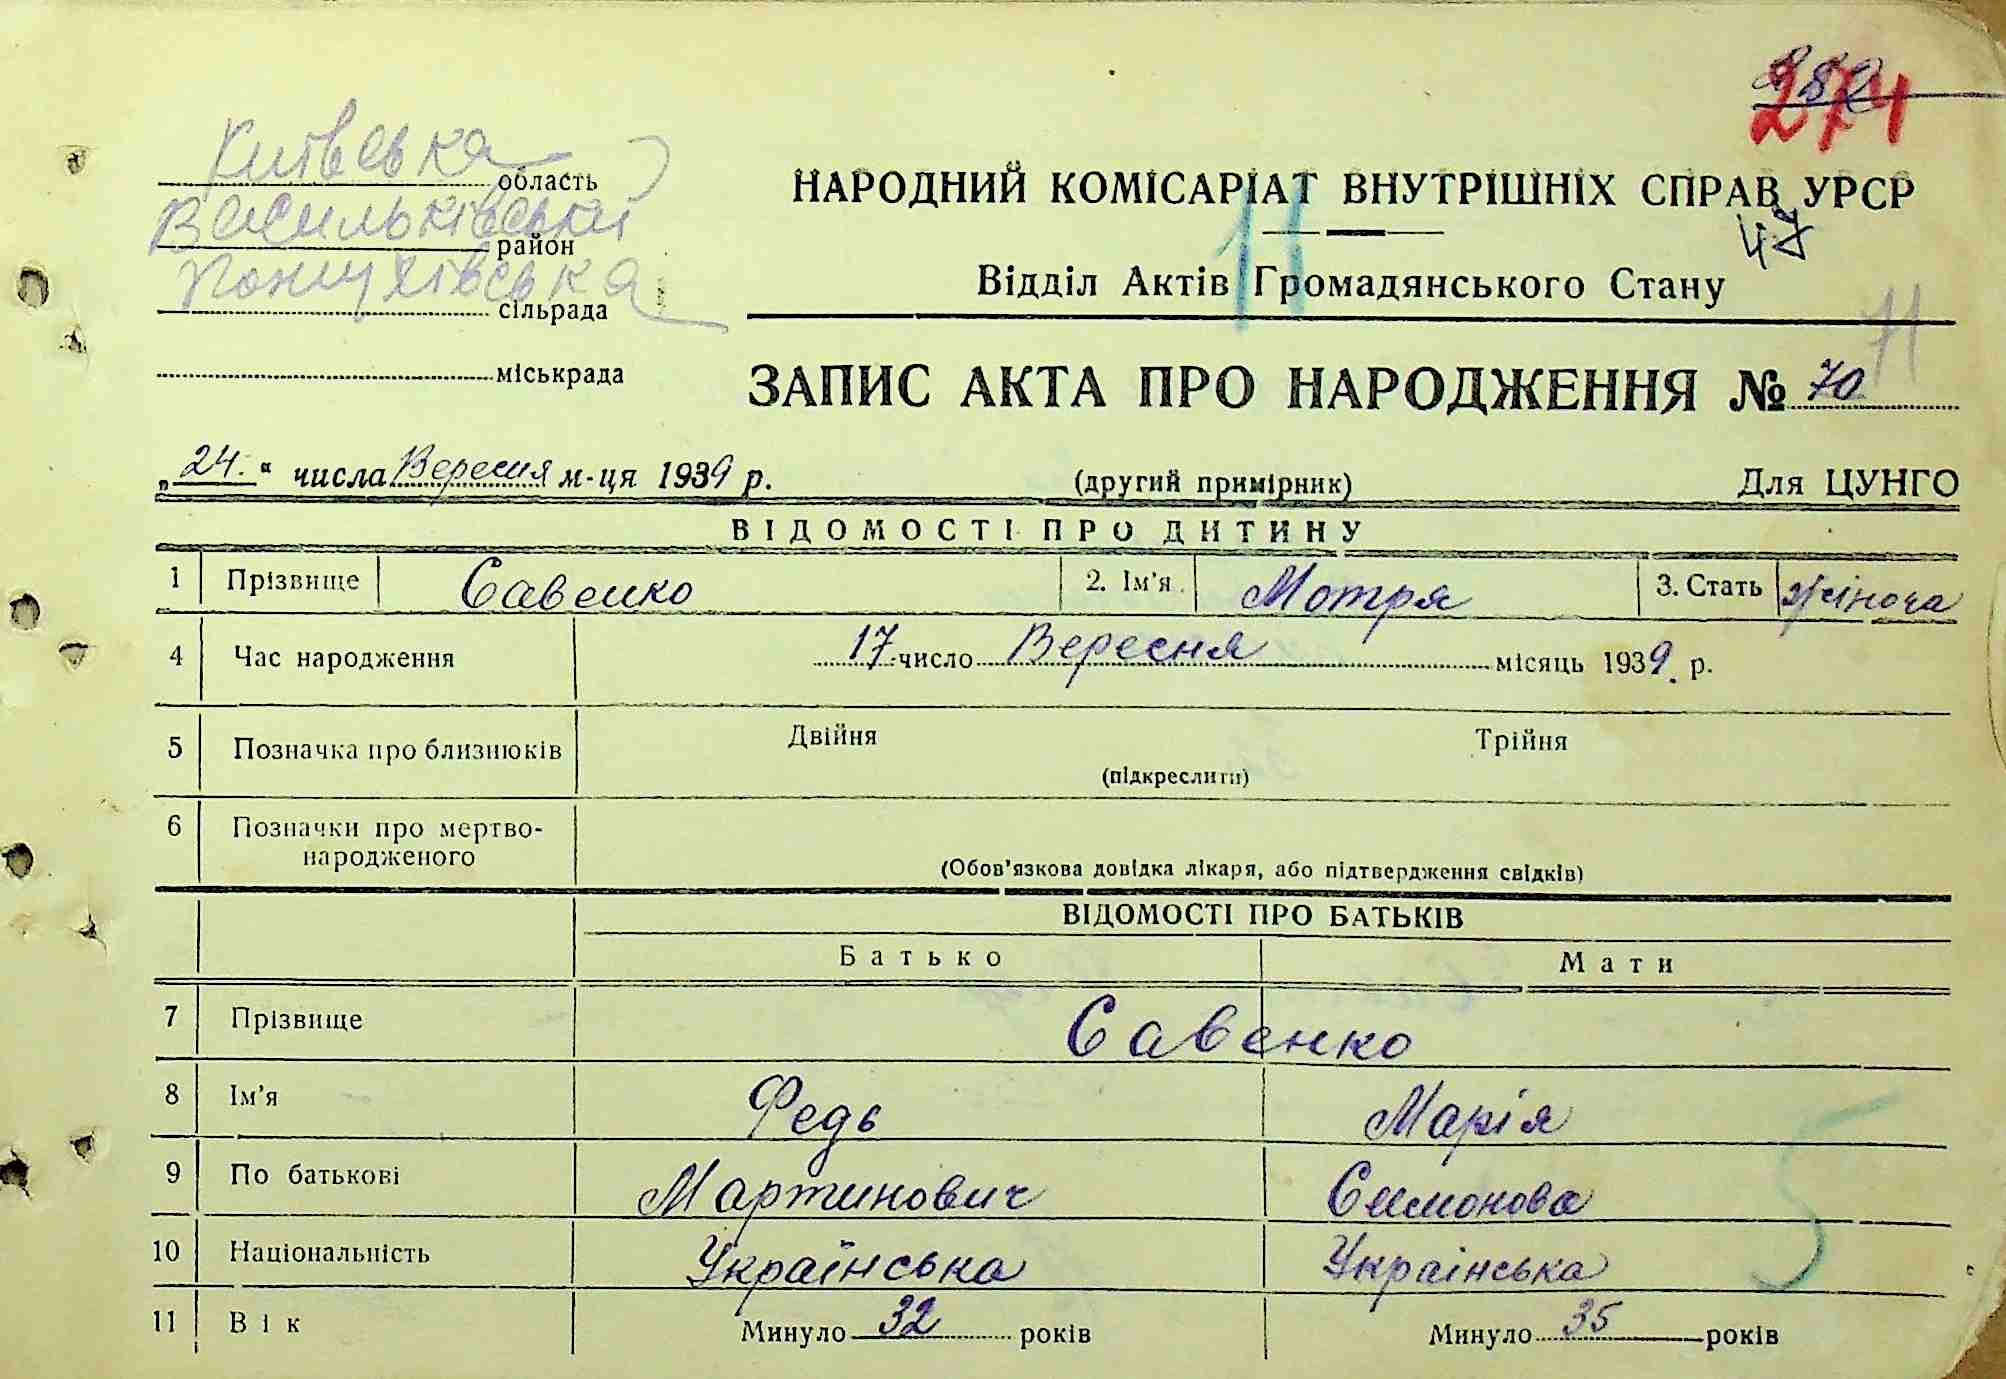 382
274
Київська область
Васильківський район
сільрада
міськрада
НАРОДНИЙ КОМІСАРІАТ ВНУТРІШНІХ СПРАВ УРСР
11
47
Відділ Актів Громадянського Стану
71
ЗАПИС АКТА ПРО НАРОДЖЕННЯ № 70
„24.“ числа Вересня м-ця 1939 р. (другий примірник) Для ЦУНГО
ВІДОМОСТІ ПРО ДИТИНУ
1 Прізвище Савенко 2. Ім'я Мотря 3. Стать жіноча
4 Час народження 17 число Вересня місяць 1939. р.
5 Позначка про близнюків Двійня Трійня
(підкреслити)
6 Позначки про мертво-
народженого (Обов'язкова довідка лікаря, або підтвердження свідків)
ВІДОМОСТІ ПРО БАТЬКІВ
Батько Мати
7 Прізвище Савенко
8 Ім'я Федь Марія
9 По батькові Мартинович Симонова
10 Національність Українська Українська
11 Вік Минуло 32 років Минуло 35 років